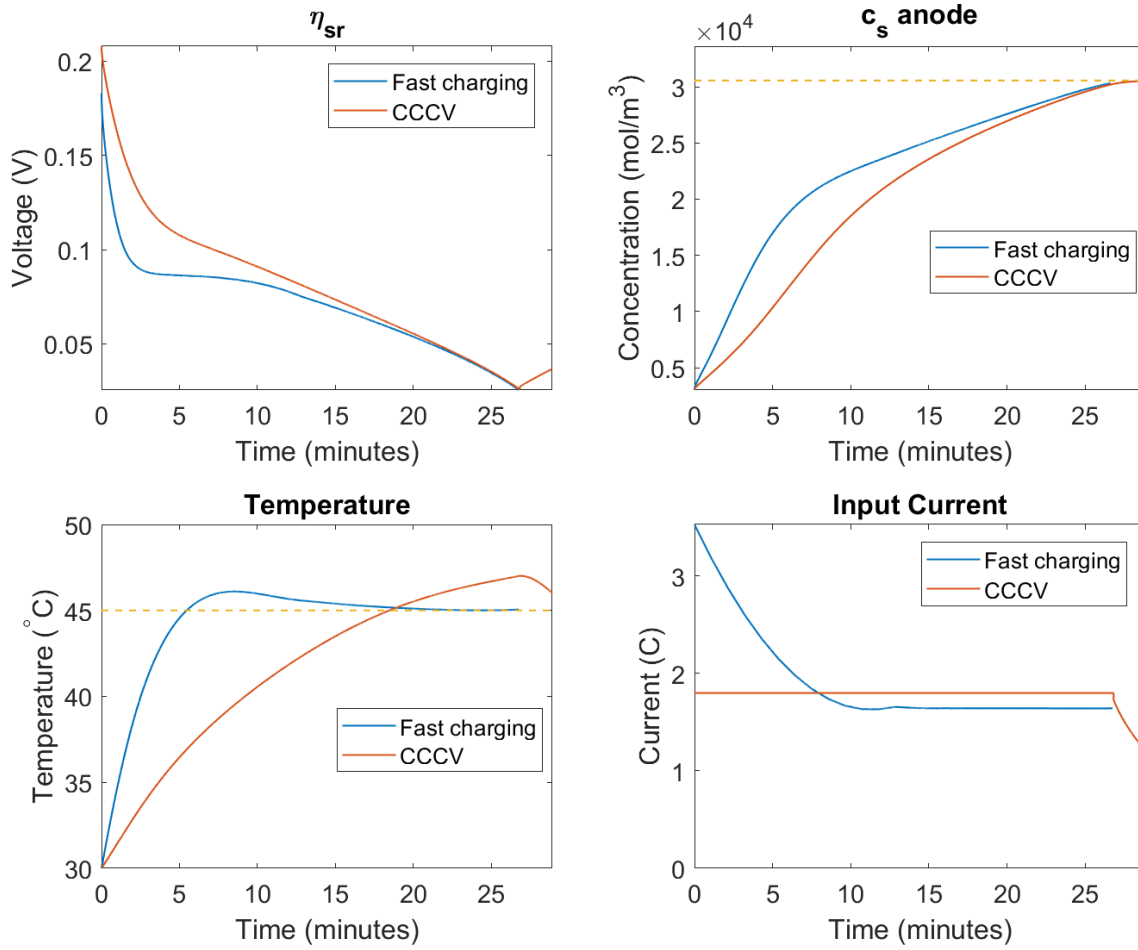 η_sr
Voltage (V)
0.2
0.15
0.1
0.05
0 5 10 15 20 25
Time (minutes)
Fast charging
CCCV
c_s anode
×10^4
Concentration (mol/m^3)
3
2.5
2
1.5
1
0.5
0 5 10 15 20 25
Time (minutes)
Fast charging
CCCV
Temperature
Temperature (°C)
50
45
40
35
30
0 5 10 15 20 25
Time (minutes)
Fast charging
CCCV
Input Current
Current (C)
3
2
1
0
0 5 10 15 20 25
Time (minutes)
Fast charging
CCCV